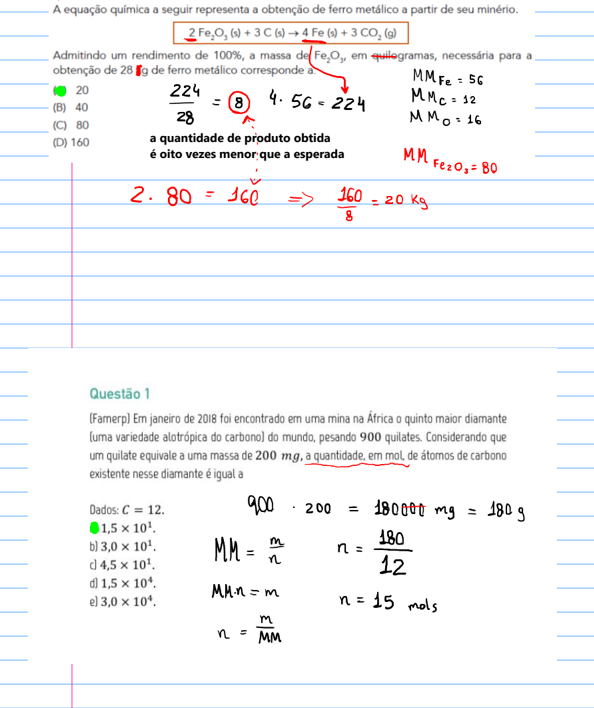 A equação química a seguir representa a obtenção de ferro metálico a partir de seu minério.
2 Fe₂O₃ (s) + 3 C (s) → 4 Fe (s) + 3 CO₂ (g)
Admitindo um rendimento de 100%, a massa de Fe₂O₃, em quilogramas, necessária para a
obtenção de 28 g de ferro metálico corresponde a:
20
(B) 40
(C) 80
(D) 160
224/28 = 8    4 · 56 = 224
MM Fe = 56
MM C = 12
MM O = 16
a quantidade de produto obtida
é oito vezes menor que a esperada
MM Fe₂O₃ = 80
2 · 80 = 160 => 160/8 = 20 Kg
Questão 1
(Famerp) Em janeiro de 2018 foi encontrado em uma mina na África o quinto maior diamante
(uma variedade alotrópica do carbono) do mundo, pesando 900 quilates. Considerando que
um quilate equivale a uma massa de 200 mg, a quantidade, em mol, de átomos de carbono
existente nesse diamante é igual a
Dados: C = 12.
1,5 × 10¹.
b) 3,0 × 10¹.
c) 4,5 × 10¹.
d) 1,5 × 10⁴.
e) 3,0 × 10⁴.
900 · 200 = 180000 mg = 180 g
MM = m/n    n = 180/12
MM·n = m    n = 15 mols
n = m/MM